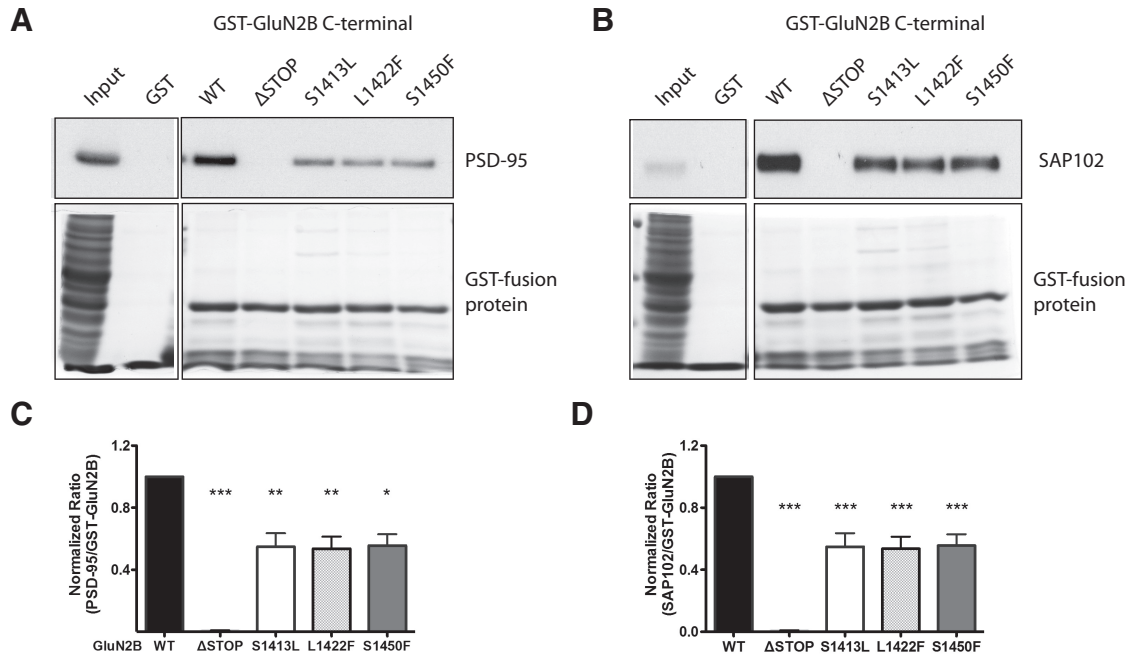 A
GST-GluN2B C-terminal
Input
GST
WT
ΔSTOP
S1413L
L1422F
S1450F
PSD-95
GST-fusion
protein
B
GST-GluN2B C-terminal
Input
GST
WT
ΔSTOP
S1413L
L1422F
S1450F
SAP102
GST-fusion
protein
C
Normalized Ratio
(PSD-95/GST-GluN2B)
1.2
0.8
0.4
***
**
**
*
GluN2B WT ΔSTOP S1413L L1422F S1450F
D
Normalized Ratio
(SAP102/GST-GluN2B)
1.2
0.8
0.4
0.0
***
***
***
***
WT ΔSTOP S1413L L1422F S1450F